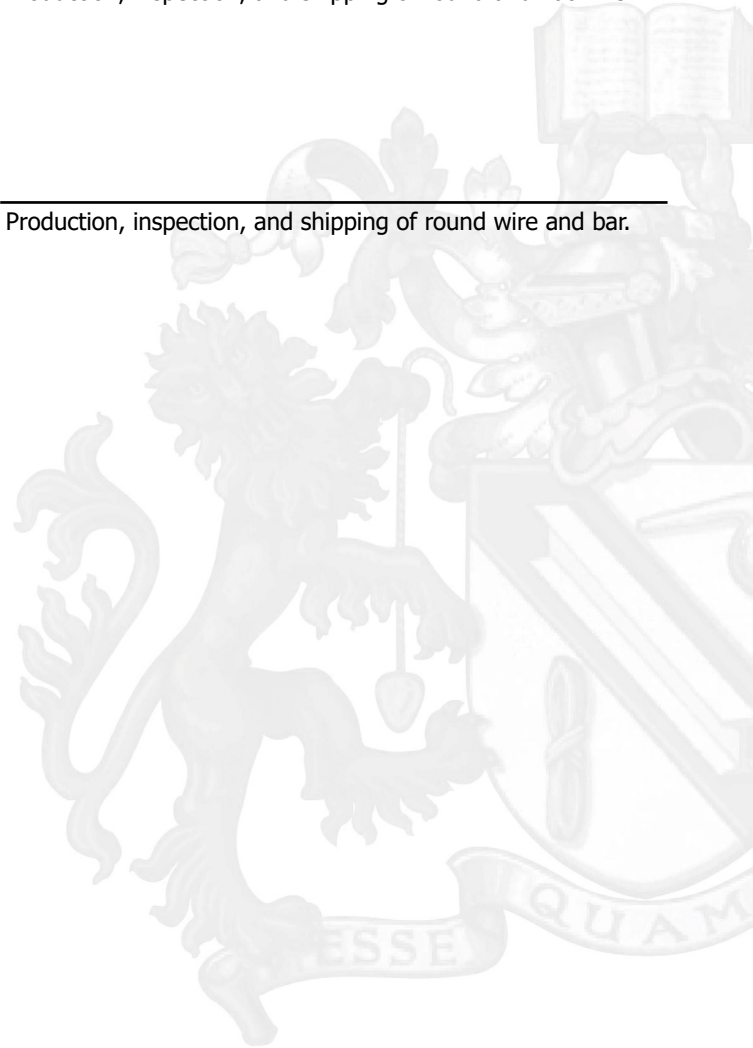 Production, inspection, and shipping of round wire and bar.
ESSE
QUAM